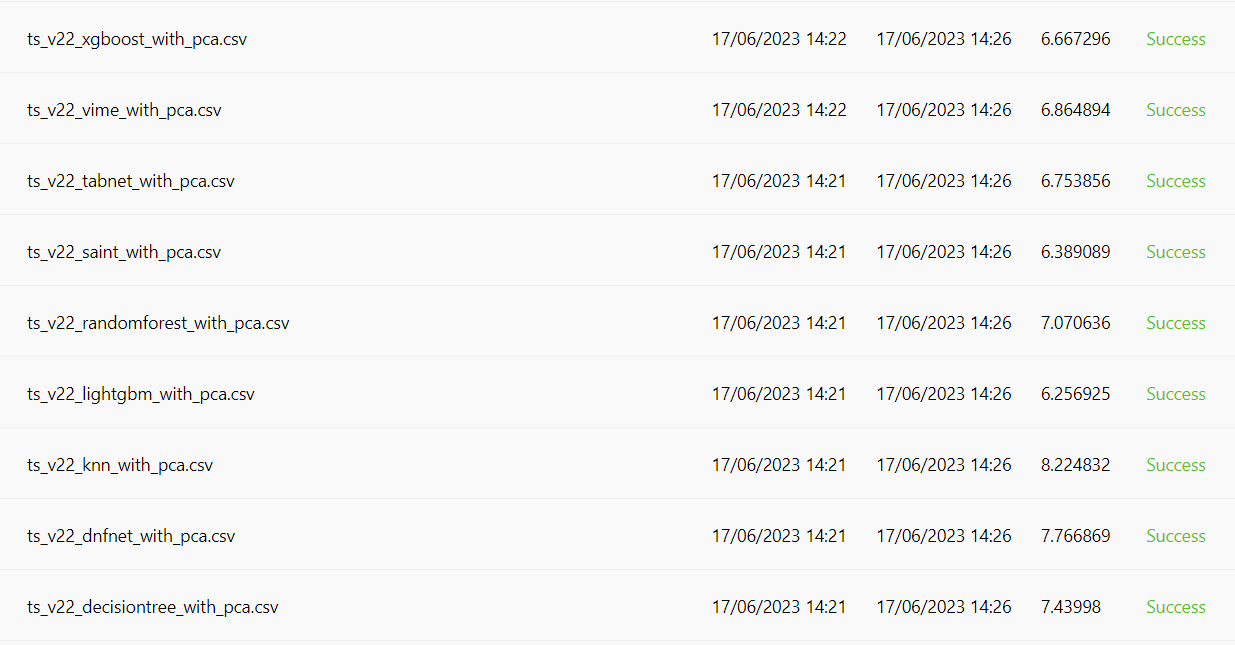 ts_v22_xgboost_with_pca.csv 17/06/2023 14:22 17/06/2023 14:26 6.667296 Success
ts_v22_vime_with_pca.csv 17/06/2023 14:22 17/06/2023 14:26 6.864894 Success
ts_v22_tabnet_with_pca.csv 17/06/2023 14:21 17/06/2023 14:26 6.753856 Success
ts_v22_saint_with_pca.csv 17/06/2023 14:21 17/06/2023 14:26 6.389089 Success
ts_v22_randomforest_with_pca.csv 17/06/2023 14:21 17/06/2023 14:26 7.070636 Success
ts_v22_lightgbm_with_pca.csv 17/06/2023 14:21 17/06/2023 14:26 6.256925 Success
ts_v22_knn_with_pca.csv 17/06/2023 14:21 17/06/2023 14:26 8.224832 Success
ts_v22_dnfnet_with_pca.csv 17/06/2023 14:21 17/06/2023 14:26 7.766869 Success
ts_v22_decisiontree_with_pca.csv 17/06/2023 14:21 17/06/2023 14:26 7.43998 Success